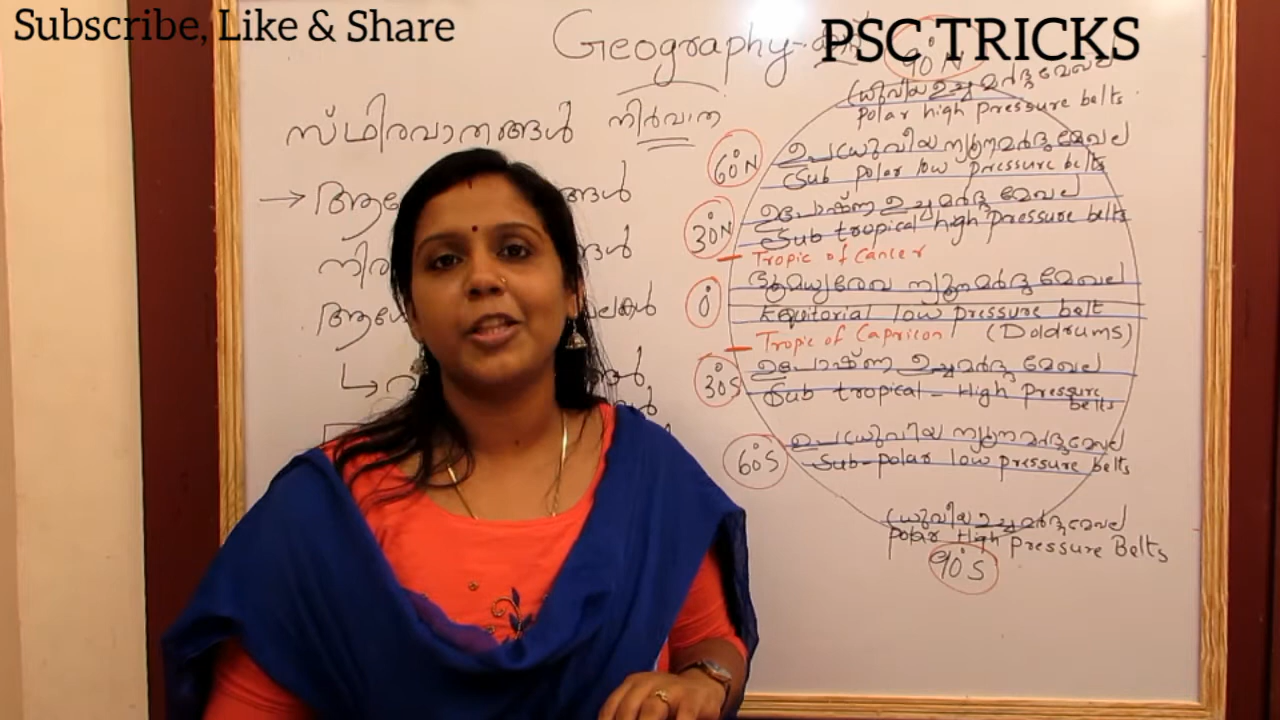 Subscribe, Like & Share
PSC TRICKS
Geography-
90°N
സ്ഥിരവാതങ്ങൾ നിർവാത
ധ്രുവീയ ഉച്ചമർദ്ദമേഖല
polar high pressure belts
60°N
ഉപധ്രുവീയ ന്യൂനമർദ്ദമേഖല
Sub polar low pressure belts
30°N
ഉപോഷ്ണ ഉച്ചമർദ്ദ മേഖല
Sub tropical high Pressure belts
Tropic of Cancer
0°
ഭൂമധ്യരേഖ ന്യൂനമർദ്ദമേഖല
Equitorial low pressure belt
(Doldrums)
Tropic of Capricon
30°S
ഉപോഷ്ണ ഉച്ചമർദ്ദ മേഖല
Sub tropical - High Pressure
belts
60°S
ഉപധ്രുവീയ ന്യൂനമർദ്ദമേഖല
Sub-polar low pressure belts
ധ്രുവീയ ഉച്ചമർദ്ദമേഖല
polar High pressure Belts
90°S